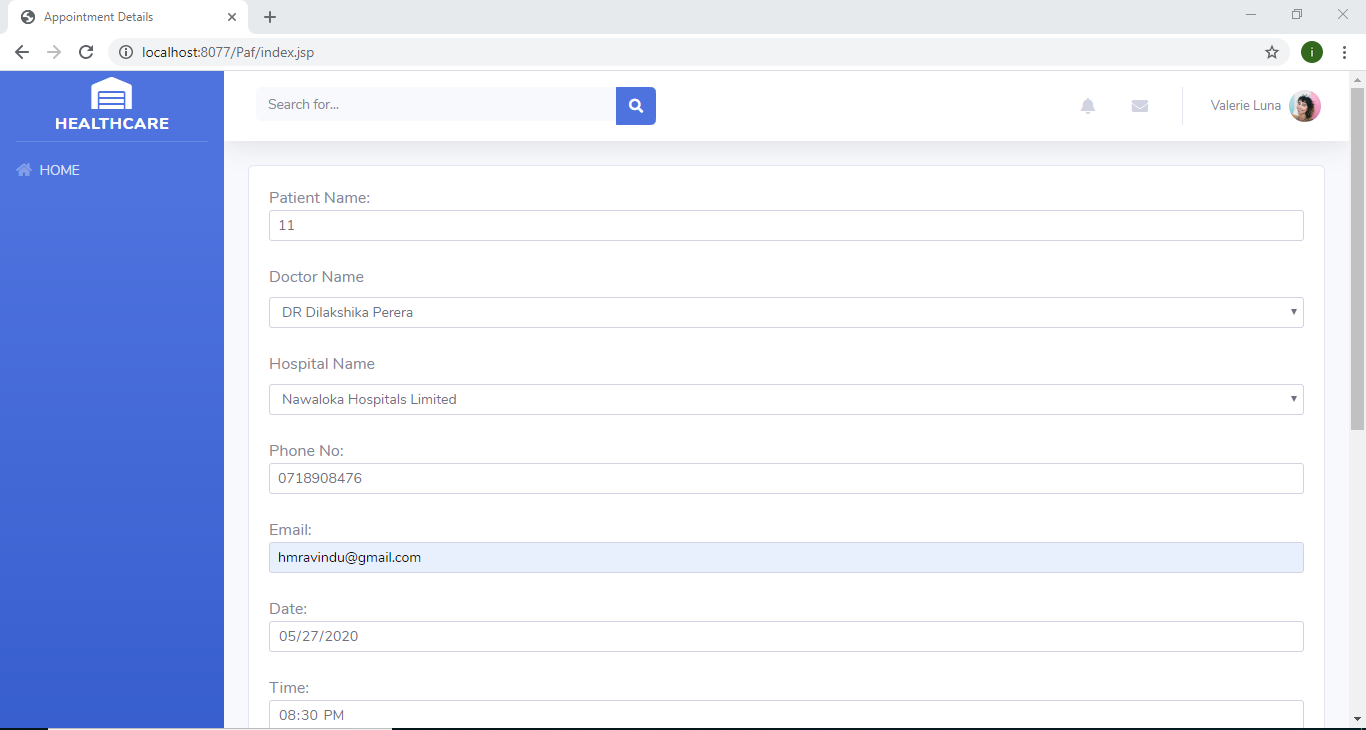 Appointment Details
localhost:8077/Paf/index.jsp
i
HEALTHCARE
HOME
Search for...
Valerie Luna
Patient Name:
11
Doctor Name
DR Dilakshika Perera
Hospital Name
Nawaloka Hospitals Limited
Phone No:
0718908476
Email:
hmravindu@gmail.com
Date:
05/27/2020
Time:
08:30 PM